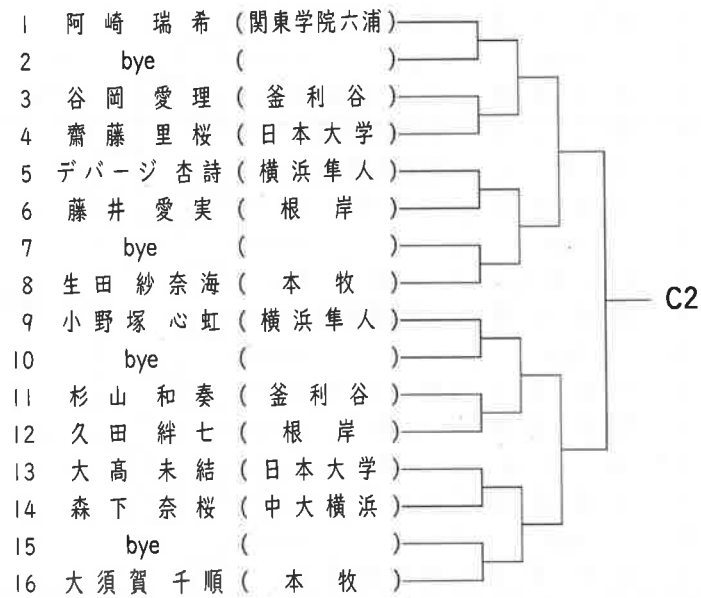 1 阿崎 瑞希 (関東学院六浦)
2 bye ( )
3 谷岡 愛理 (釜利谷)
4 齋藤 里桜 (日本大学)
5 デバージ 杏詩 (横浜隼人)
6 藤井 愛実 (根岸)
7 bye ( )
8 生田 紗奈海 (本牧)
C2
9 小野塚 心虹 (横浜隼人)
10 bye ( )
11 杉山 和奏 (釜利谷)
12 久田 絆七 (根岸)
13 大髙 未結 (日本大学)
14 森下 奈桜 (中大横浜)
15 bye ( )
16 大須賀 千順 (本牧)